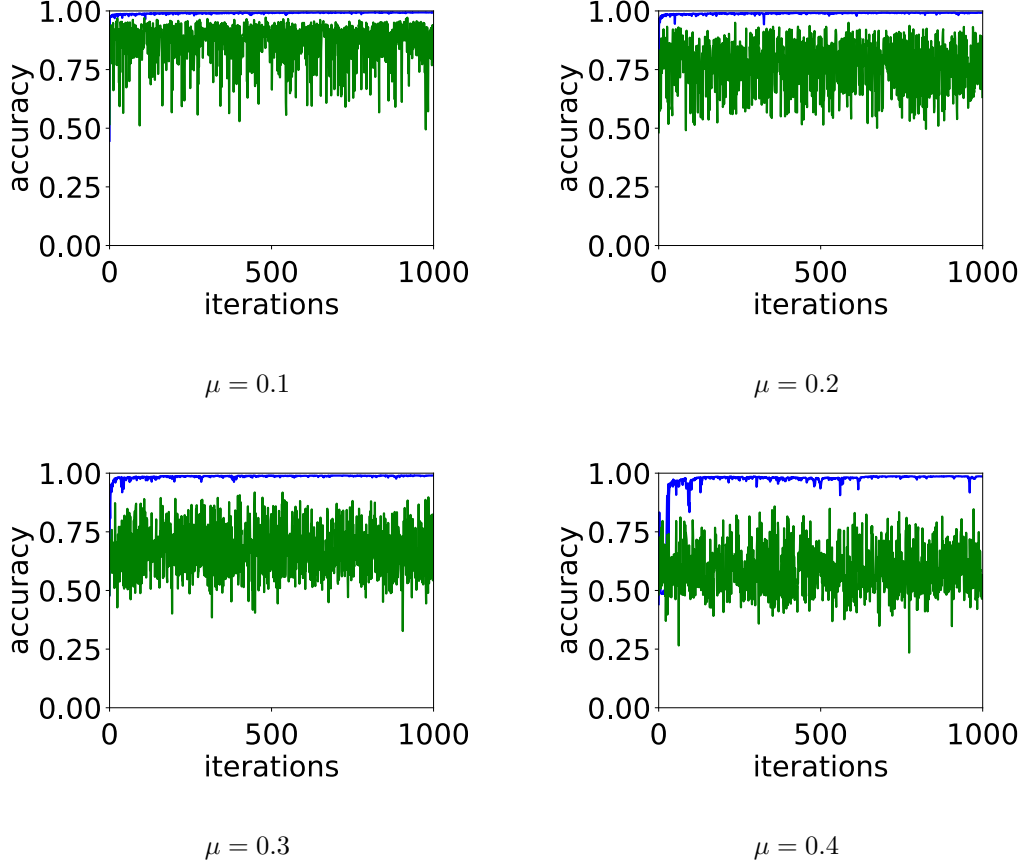 1.00 1.00
0.75 0.75
accuracy accuracy
0.50 0.50
0.25 0.25
0.00 0.00
0 500 1000 0 500 1000
iterations iterations
μ = 0.1 μ = 0.2
1.00 1.00
0.75 0.75
accuracy accuracy
0.50 0.50
0.25 0.25
0.00 0.00
0 500 1000 0 500 1000
iterations iterations
μ = 0.3 μ = 0.4